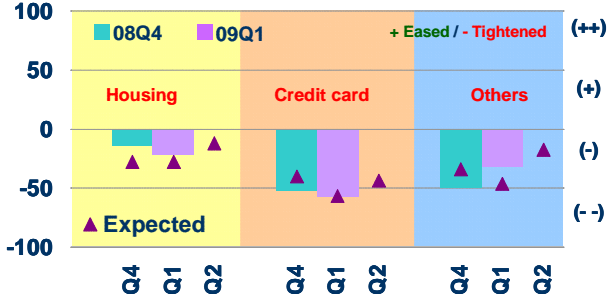 100
08Q4
09Q1
+ Eased / - Tightened
(++)
50
Housing
Credit card
Others
(+)
0
(-)
-50
(- -)
Expected
-100
Q4
Q1
Q2
Q4
Q1
Q2
Q4
Q1
Q2